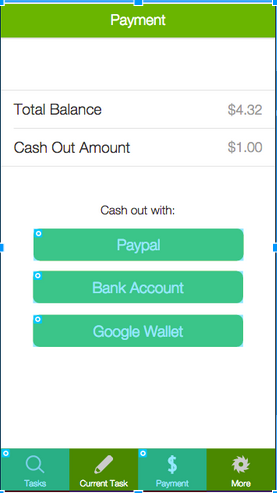 Payment
Total Balance $4.32
Cash Out Amount $1.00
Cash out with:
Paypal
Bank Account
Google Wallet
Tasks Current Task Payment More